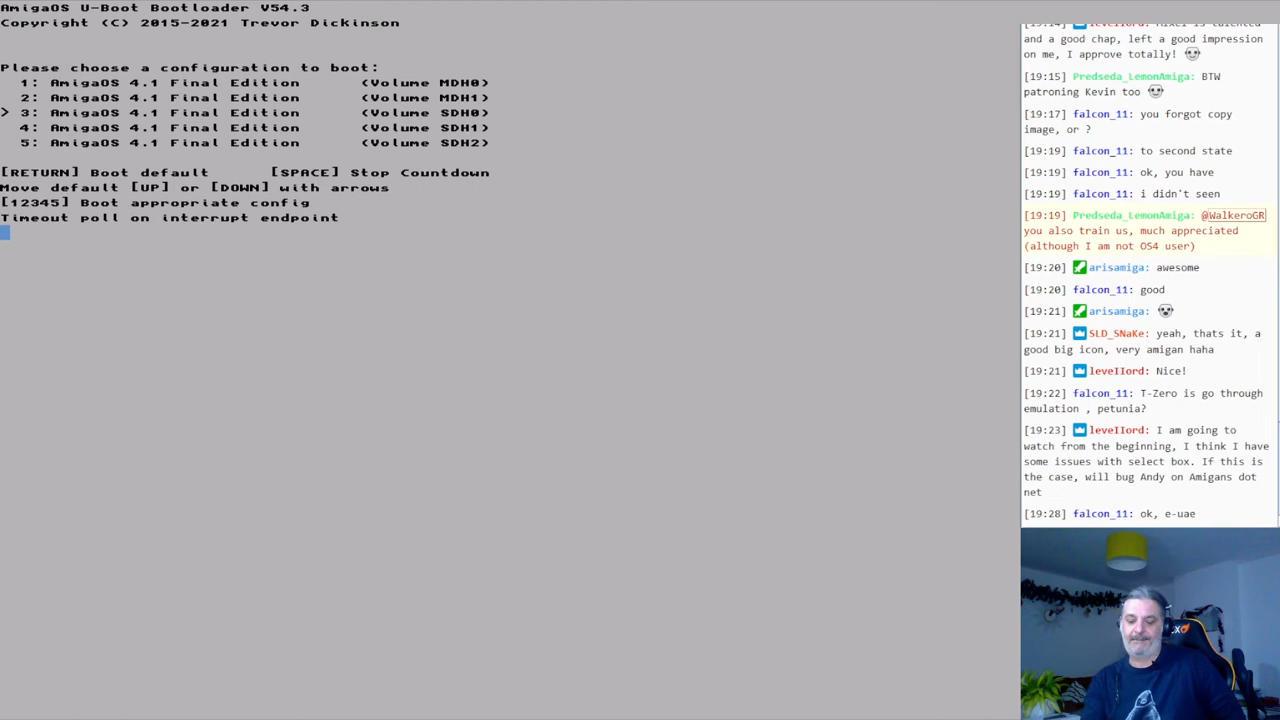 AmigaOS U-Boot Bootloader V54.3
Copyright (C) 2015-2021 Trevor Dickinson
Please choose a configuration to boot:
1: AmigaOS 4.1 Final Edition (Volume MDH0)
2: AmigaOS 4.1 Final Edition (Volume MDH1)
> 3: AmigaOS 4.1 Final Edition (Volume SDH0)
4: AmigaOS 4.1 Final Edition (Volume SDH1)
5: AmigaOS 4.1 Final Edition (Volume SDH2)
[RETURN] Boot default [SPACE] Stop Countdown
Move default [UP] or [DOWN] with arrows
[12345] Boot appropriate config
Timeout poll on interrupt endpoint
and a good chap, left a good impression
on me, I approve totally!
[19:15] Predseda_LemonAmiga: BTW
patroning Kevin too
[19:17] falcon_11: you forgot copy
image, or ?
[19:19] falcon_11: to second state
[19:19] falcon_11: ok, you have
[19:19] falcon_11: i didn't seen
[19:19] Predseda_LemonAmiga: @WalkeroGR
you also train us, much appreciated
(although I am not OS4 user)
[19:20] arisamiga: awesome
[19:20] falcon_11: good
[19:21] arisamiga:
[19:21] SLD_SNaKe: yeah, thats it, a
good big icon, very amigan haha
[19:21] leveIIord: Nice!
[19:22] falcon_11: T-Zero is go through
emulation , petunia?
[19:23] leveIIord: I am going to
watch from the beginning, I think I have
some issues with select box. If this is
the case, will bug Andy on Amigans dot
net
[19:28] falcon_11: ok, e-uae